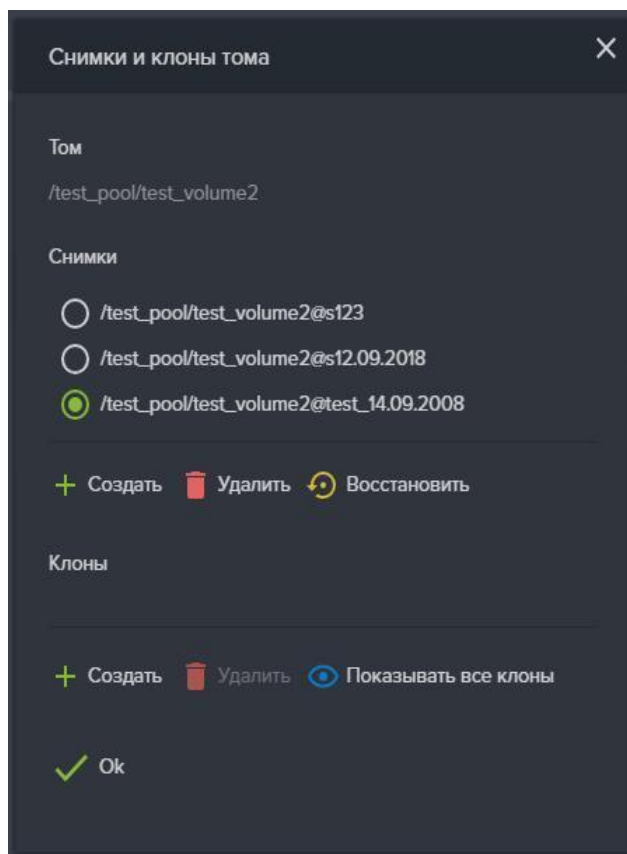 Снимки и клоны тома
Том
/test_pool/test_volume2
Снимки
/test_pool/test_volume2@s123
/test_pool/test_volume2@s12.09.2018
/test_pool/test_volume2@test_14.09.2008
Создать Удалить Восстановить
Клоны
Создать Удалить Показывать все клоны
Ok